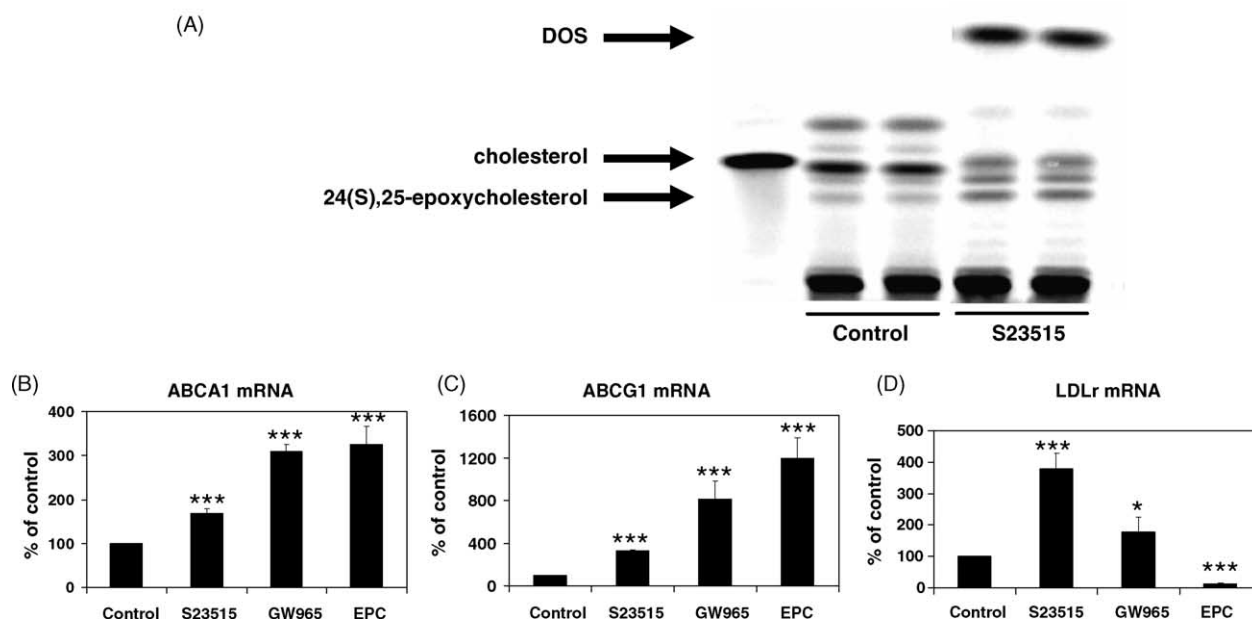 (A)
DOS
cholesterol
24(S),25-epoxycholesterol
Control
S23515
(B)
ABCA1 mRNA
% of control
400
300
200
100
0
***
***
***
Control
S23515
GW965
EPC
(C)
ABCG1 mRNA
% of control
1600
1200
800
400
0
***
***
***
Control
S23515
GW965
EPC
(D)
LDLr mRNA
% of control
500
400
300
200
100
0
***
*
***
Control
S23515
GW965
EPC